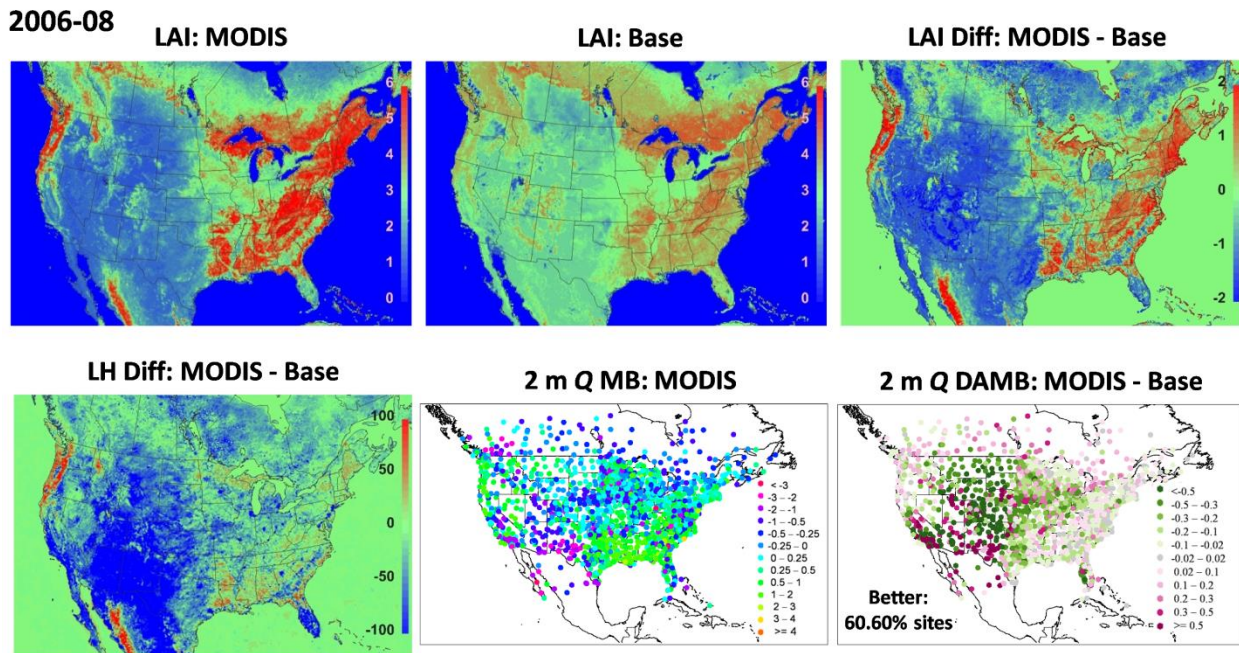 2006-08
LAI: MODIS
LAI: Base
LAI Diff: MODIS - Base
6
5
4
3
2
1
0
6
5
4
3
2
1
0
2
1
0
-1
-2
LH Diff: MODIS - Base
2 m Q MB: MODIS
2 m Q DAMB: MODIS - Base
100
50
0
-50
-100
<-3
-3 – -2
-2 – -1
-1 – -0.5
-0.5 – -0.25
-0.25 – 0
0 – 0.25
0.25 – 0.5
0.5 – 1
1 – 2
2 – 3
3 – 4
>= 4
<-0.5
-0.5 – -0.3
-0.3 – -0.2
-0.2 – -0.1
-0.1 – -0.02
-0.02 – 0.02
0.02 – 0.1
0.1 – 0.2
0.2 – 0.3
0.3 – 0.5
>= 0.5
Better:
60.60% sites